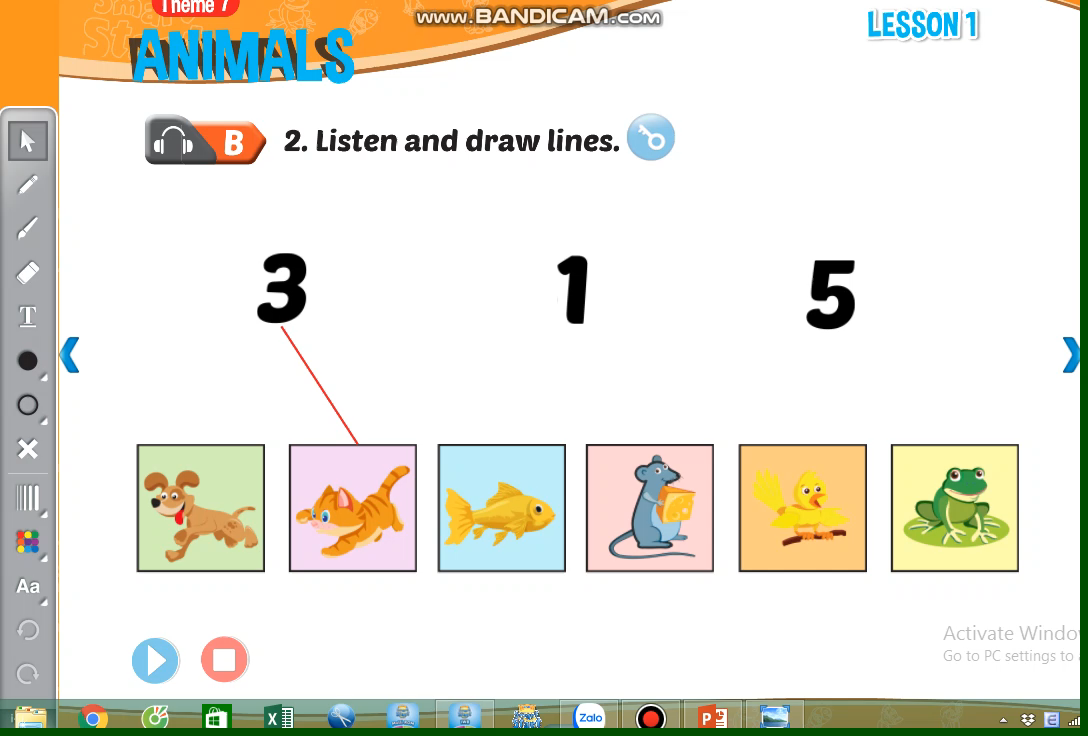 Theme 7
www.BANDICAM.com
LESSON 1
ANIMALS
B
2. Listen and draw lines.
3
1
5
T
Aa
Activate Windo
Go to PC settings to
Zalo